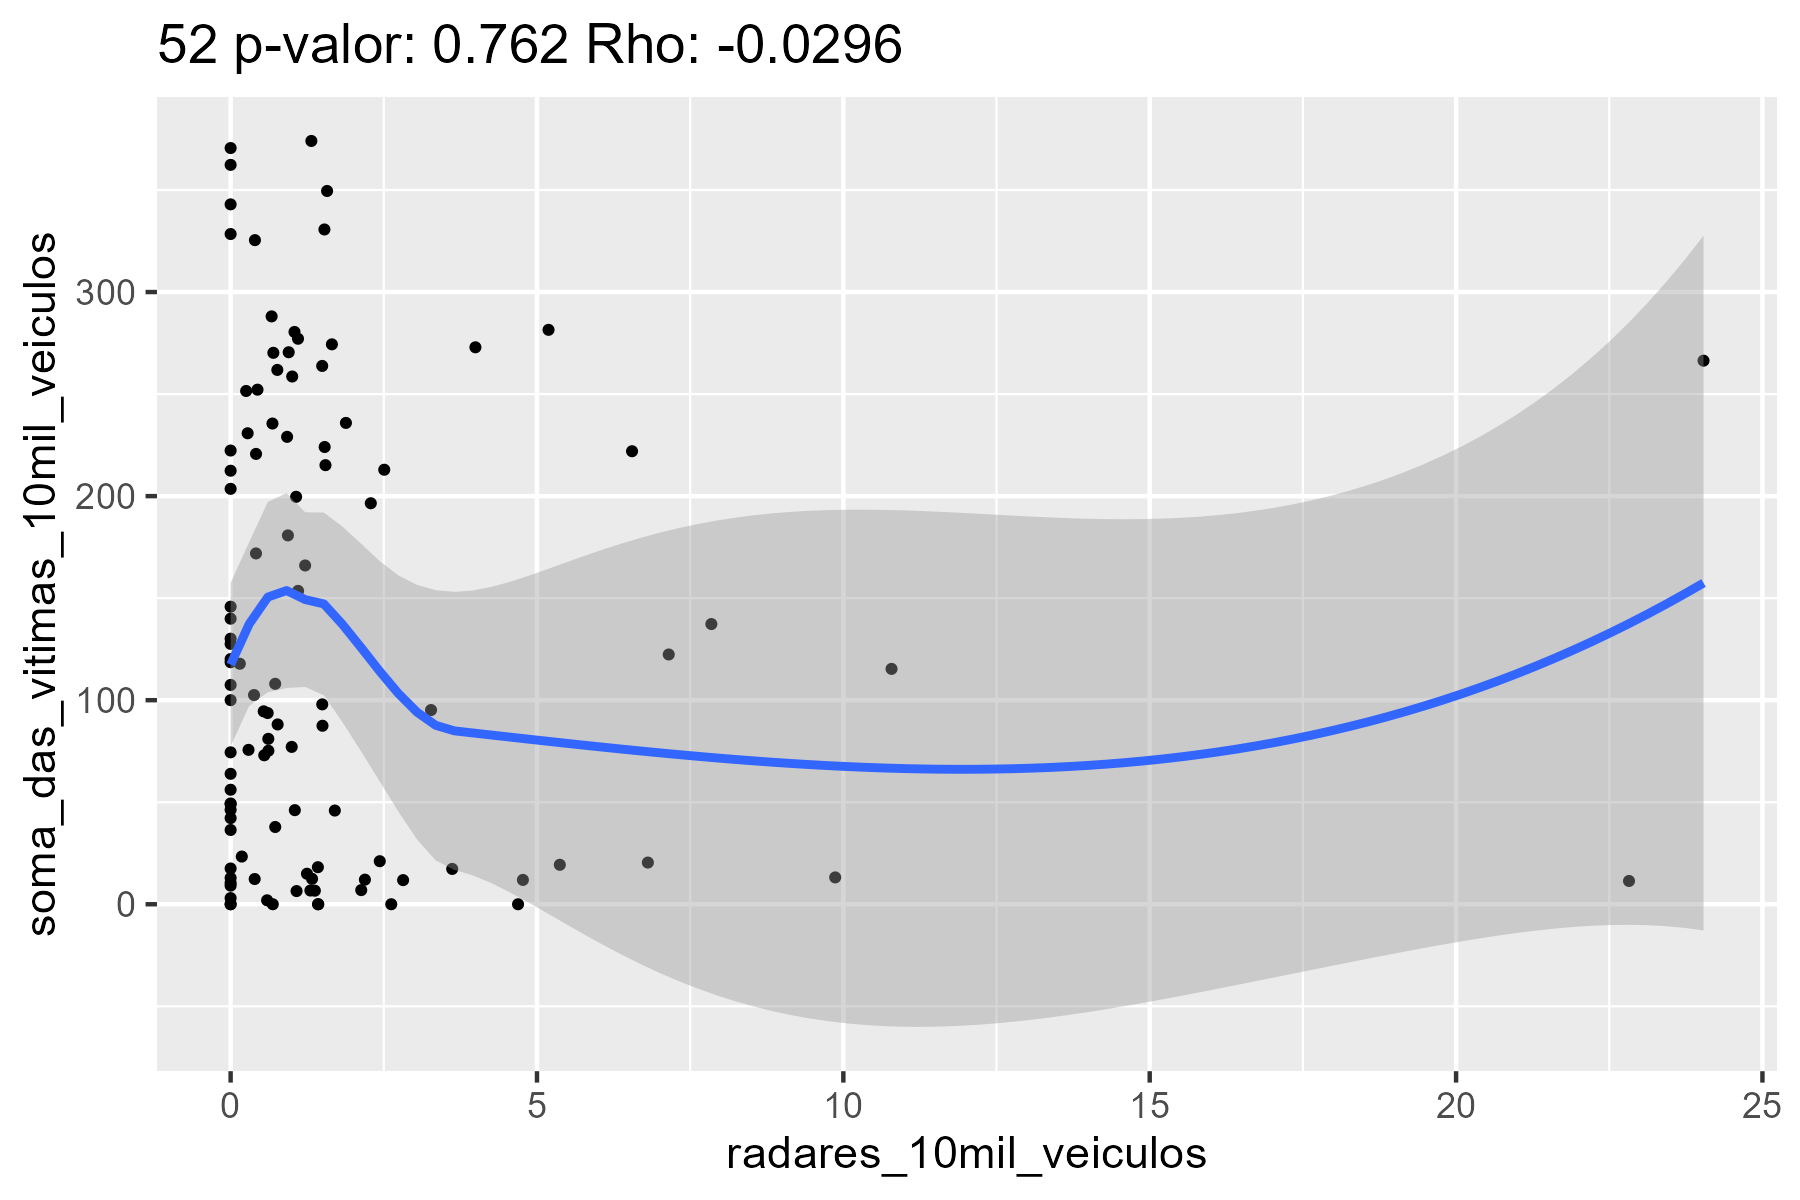 52 p-valor: 0.762 Rho: -0.0296
soma_das_vitimas_10mil_veiculos
300
200
100
0
0 5 10 15 20 25
radares_10mil_veiculos